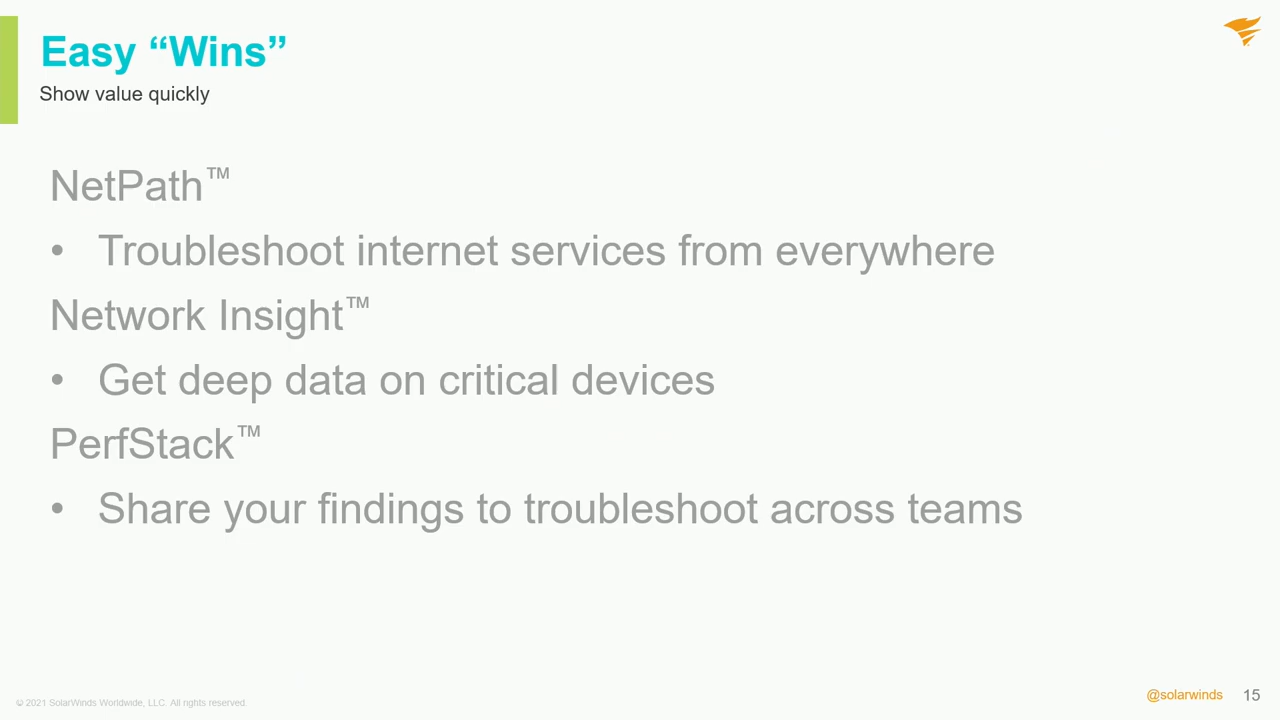 Easy “Wins”
Show value quickly
NetPath™
• Troubleshoot internet services from everywhere
Network Insight™
• Get deep data on critical devices
PerfStack™
• Share your findings to troubleshoot across teams
© 2021 SolarWinds Worldwide, LLC. All rights reserved.
@solarwinds 15